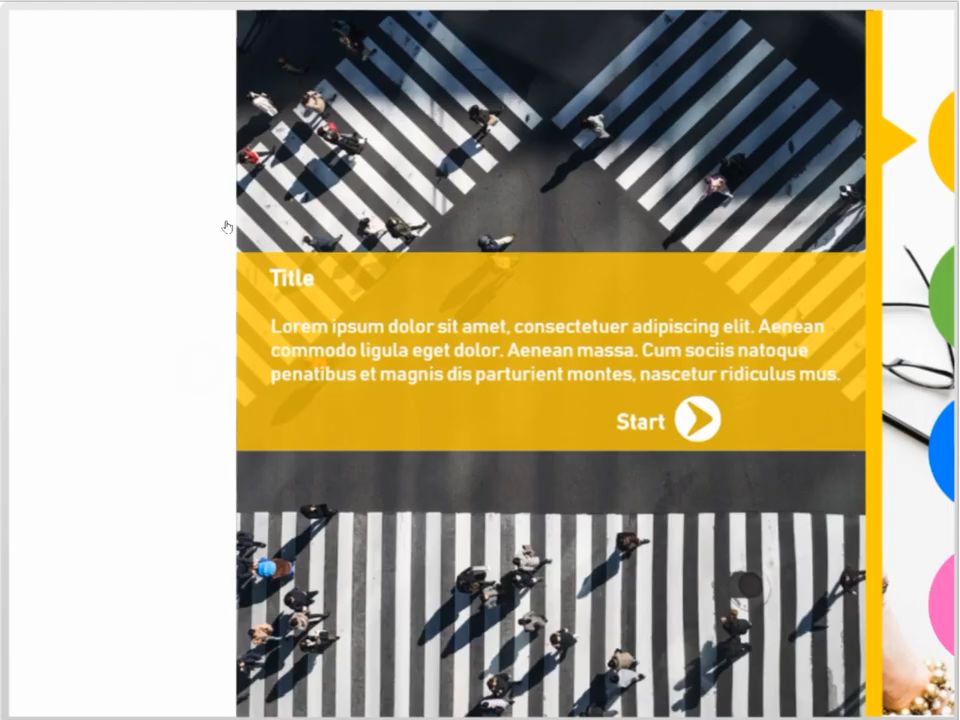 Title
Lorem ipsum dolor sit amet, consectetuer adipiscing elit. Aenean
commodo ligula eget dolor. Aenean massa. Cum sociis natoque
penatibus et magnis dis parturient montes, nascetur ridiculus mus.
Start